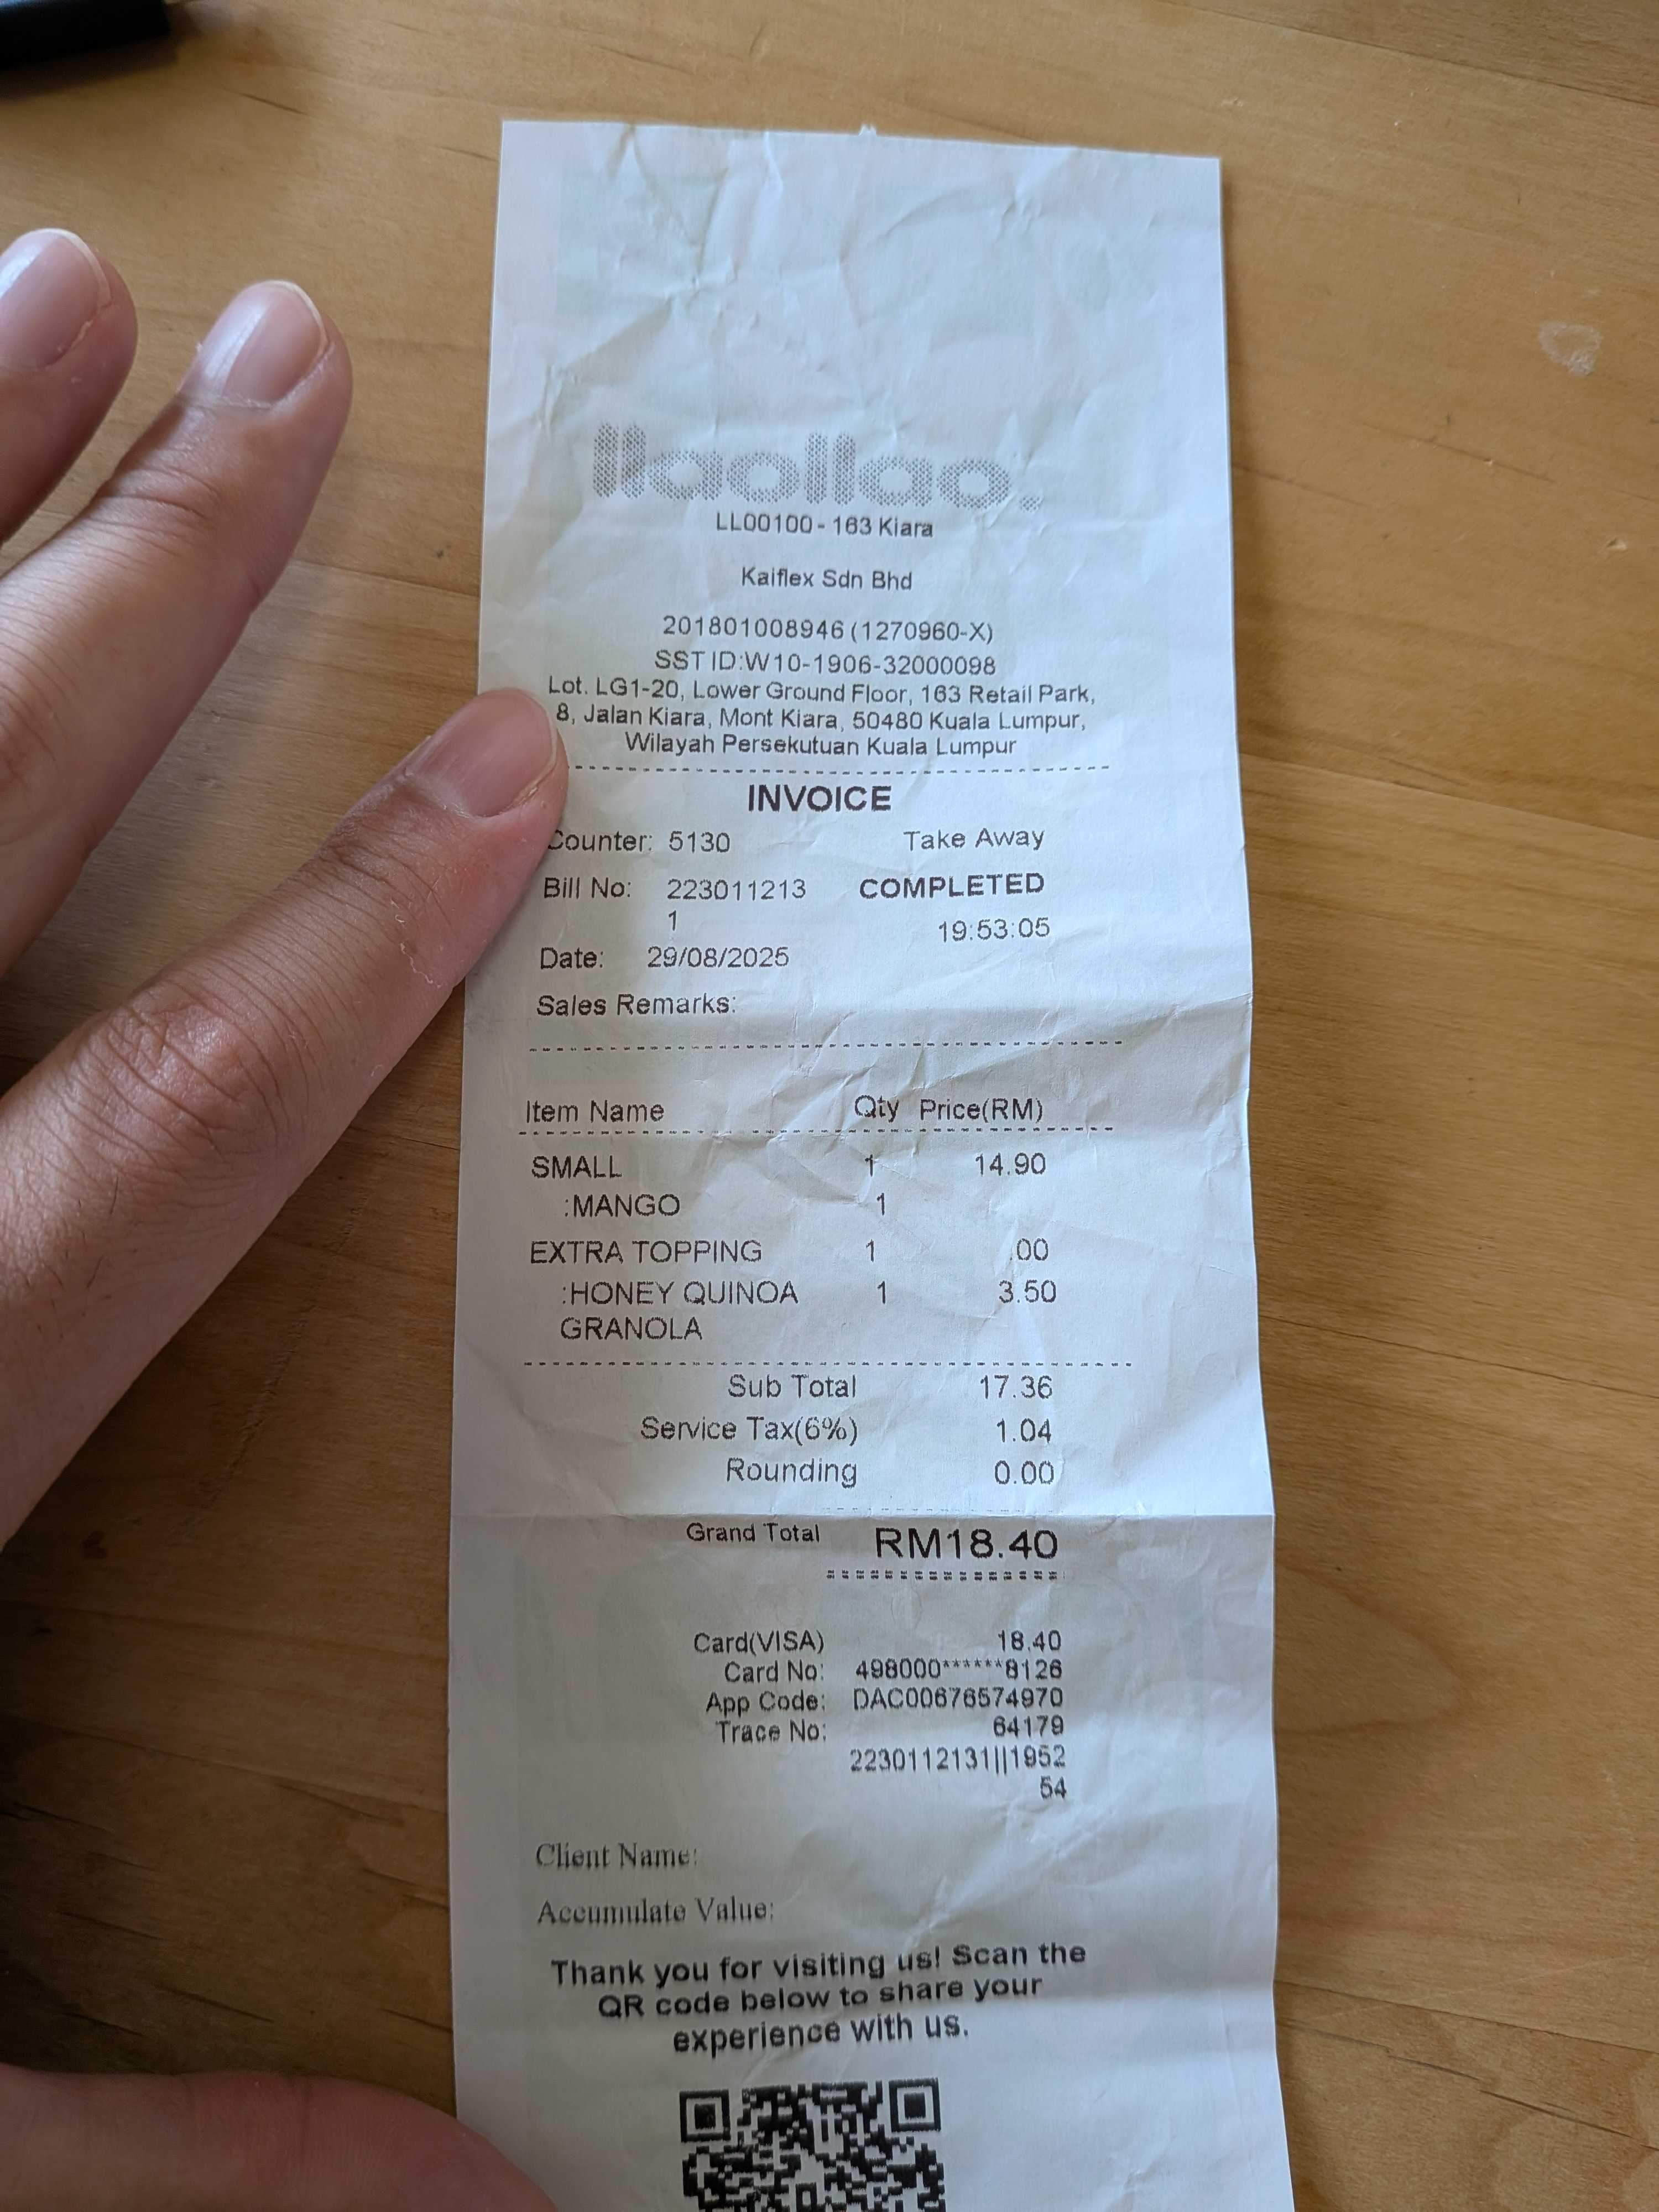 llaollao.
LL00100 - 163 Kiara
Kaiflex Sdn Bhd
201801008946 (1270960-X)
SST ID:W10-1906-32000098
Lot. LG1-20, Lower Ground Floor, 163 Retail Park,
8, Jalan Kiara, Mont Kiara, 50480 Kuala Lumpur,
Wilayah Persekutuan Kuala Lumpur
INVOICE
Counter: 5130 Take Away
Bill No: 223011213 COMPLETED
1 19:53:05
Date: 29/08/2025
Sales Remarks:
Item Name Qty Price(RM)
SMALL 1 14.90
:MANGO 1
EXTRA TOPPING 1 .00
:HONEY QUINOA 1 3.50
GRANOLA
Sub Total 17.36
Service Tax(6%) 1.04
Rounding 0.00
Grand Total RM18.40
Card(VISA) 18.40
Card No: 498000******8126
App Code: DAC00676574970
Trace No: 64179
2230112131||1952
54
Client Name:
Accumulate Value:
Thank you for visiting us! Scan the
QR code below to share your
experience with us.